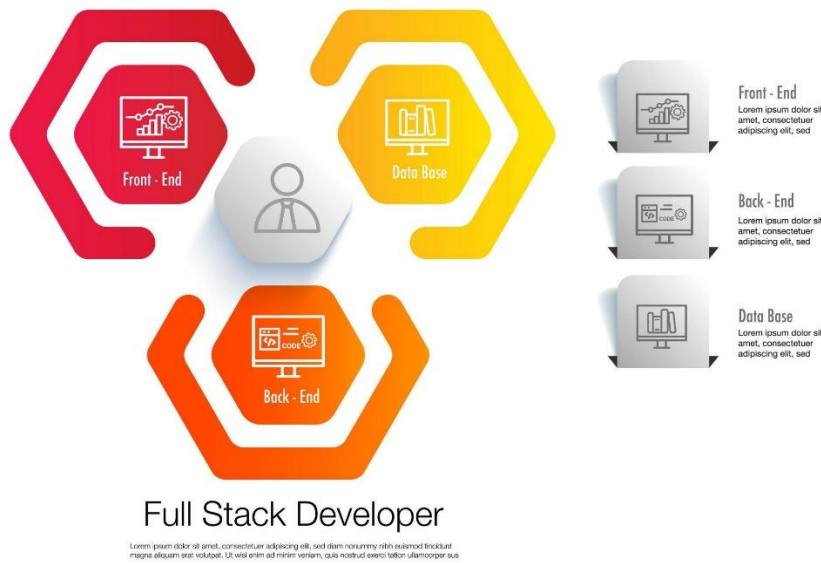 Front - End
Data Base
CODE
Back - End
Full Stack Developer
Lorem ipsum dolor sit amet, consectetuer adipiscing elit, sed diam nonummy nibh euismod tincidunt
magna aliquam erat volutpat. Ut wisi enim ad minim veniam, quis nostrud exerci tation ullamcorper sus
Front - End
Lorem ipsum dolor sit
amet, consectetuer
adipiscing elit, sed
CODE
Back - End
Lorem ipsum dolor sit
amet, consectetuer
adipiscing elit, sed
Data Base
Lorem ipsum dolor sit
amet, consectetuer
adipiscing elit, sed